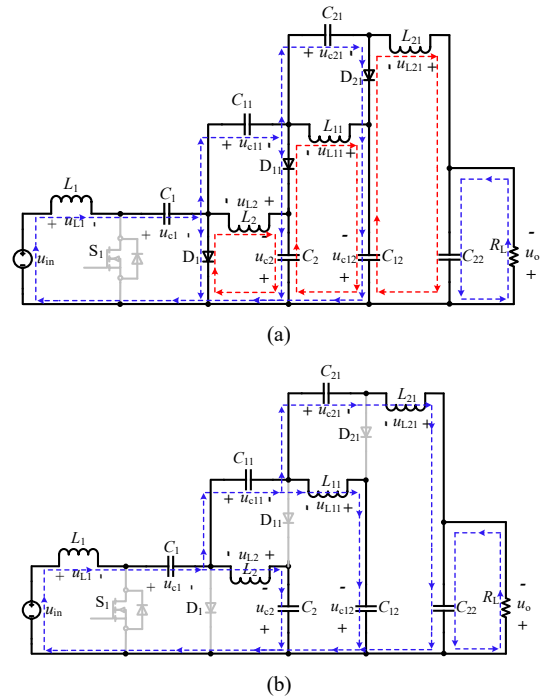 C21
L21
+ uc21 -
D21
- uL21 +
C11
L11
+ uc11 -
D11
- uL11 +
L1
C1
uL2
- +
L2
+ uL1 -
+ uc1 -
S1
D1
uin
uc2
- +
C2
uc12
- +
C12
C22
RL
-
uo
+
(a)
C21
L21
+ uc21 -
D21
- uL21 +
C11
L11
+ uc11 -
D11
- uL11 +
L1
C1
uL2
- +
L2
+ uL1 -
+ uc1 -
S1
D1
uin
uc2
- +
C2
uc12
- +
C12
C22
RL
-
uo
+
(b)